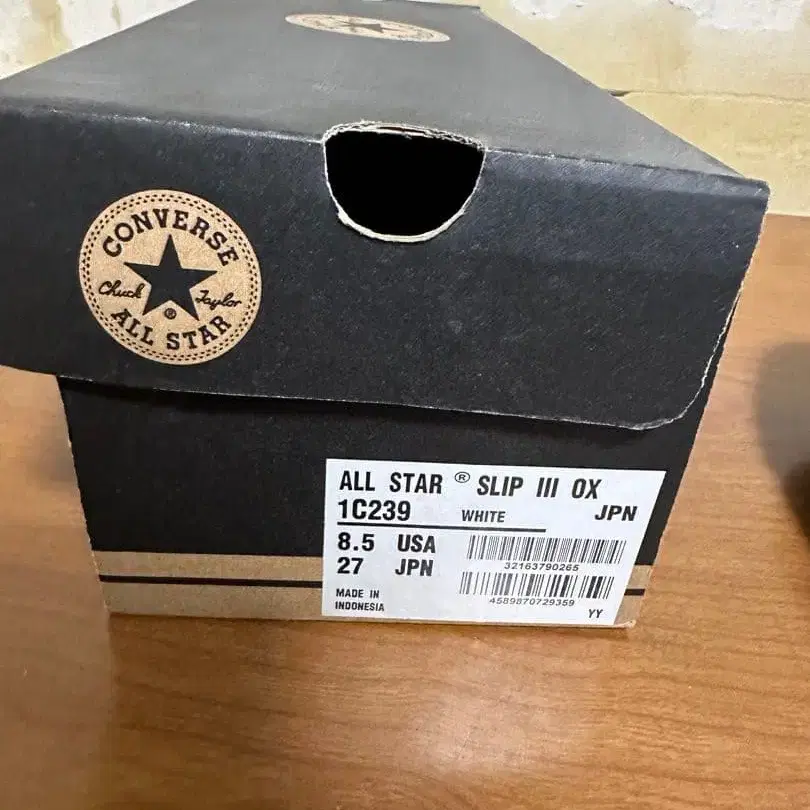 CONVERSE
Chuck Taylor
®
ALL STAR
ALL STAR ® SLIP III OX
1C239 WHITE JPN
8.5 USA
27 JPN
32163790265
4589870729359
MADE IN
INDONESIA
YY